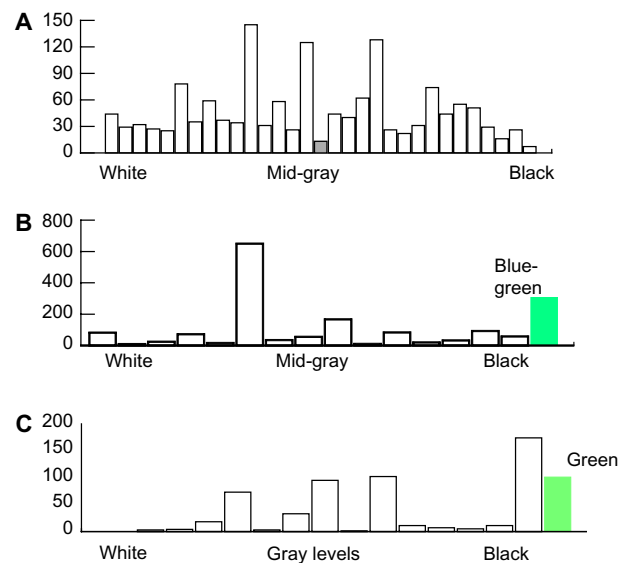 A
150
120
90
60
30
0
White Mid-gray Black
B
800
600
400
200
0
Blue-
green
White Mid-gray Black
C
200
150
100
50
0
Green
White Gray levels Black